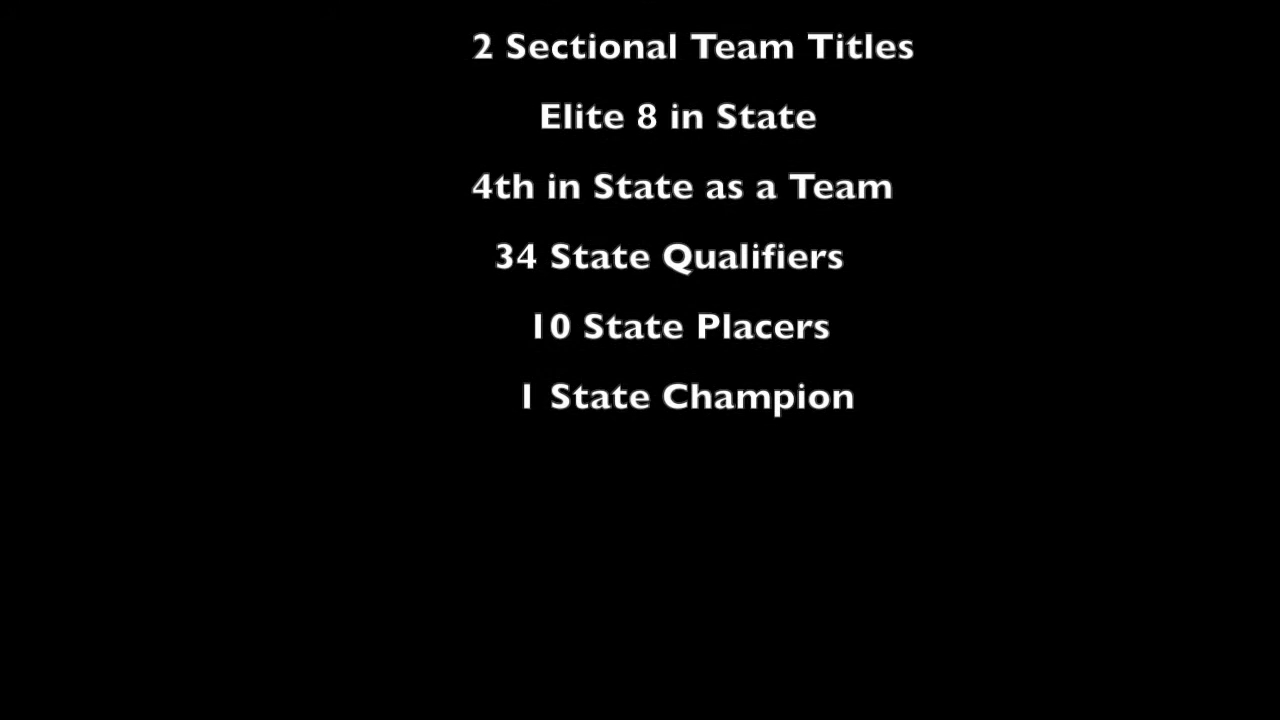 2 Sectional Team Titles
Elite 8 in State
4th in State as a Team
34 State Qualifiers
10 State Placers
1 State Champion